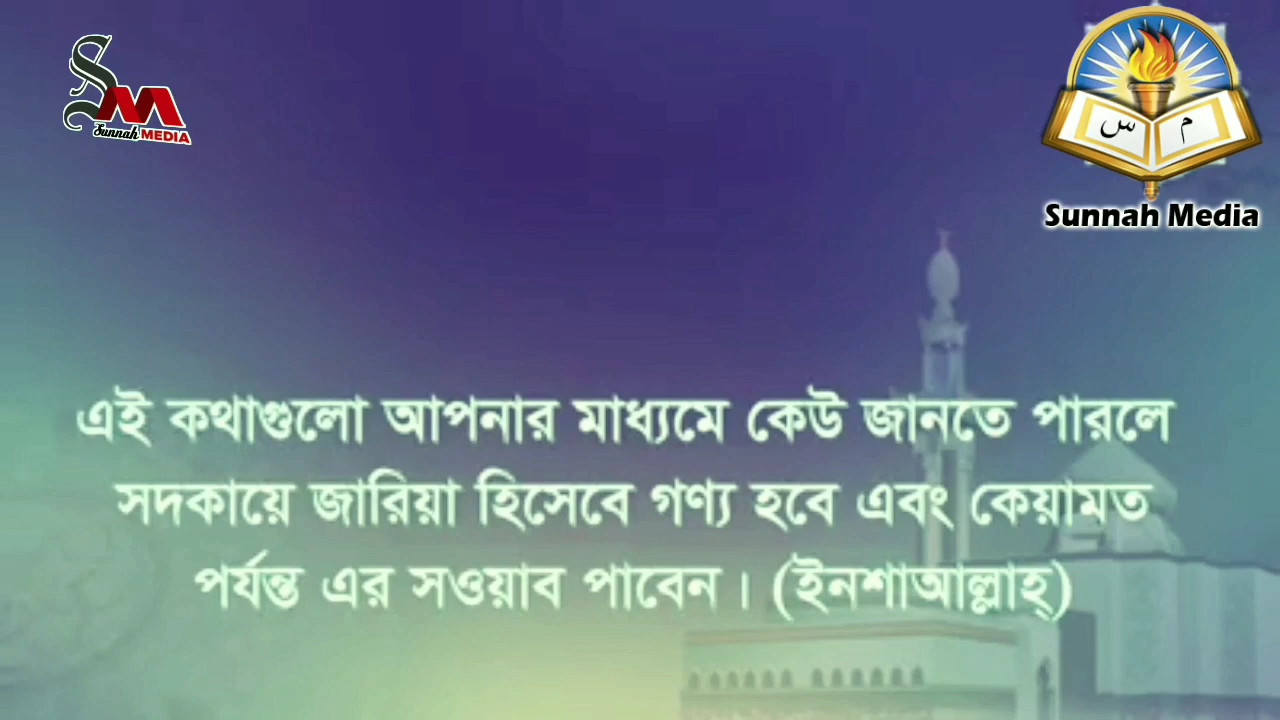 SM
Sunnah MEDIA
س م
Sunnah Media
এই কথাগুলো আপনার মাধ্যমে কেউ জানতে পারলে
সদকায়ে জারিয়া হিসেবে গণ্য হবে এবং কেয়ামত
পর্যন্ত এর সওয়াব পাবেন। (ইনশাআল্লাহ্)